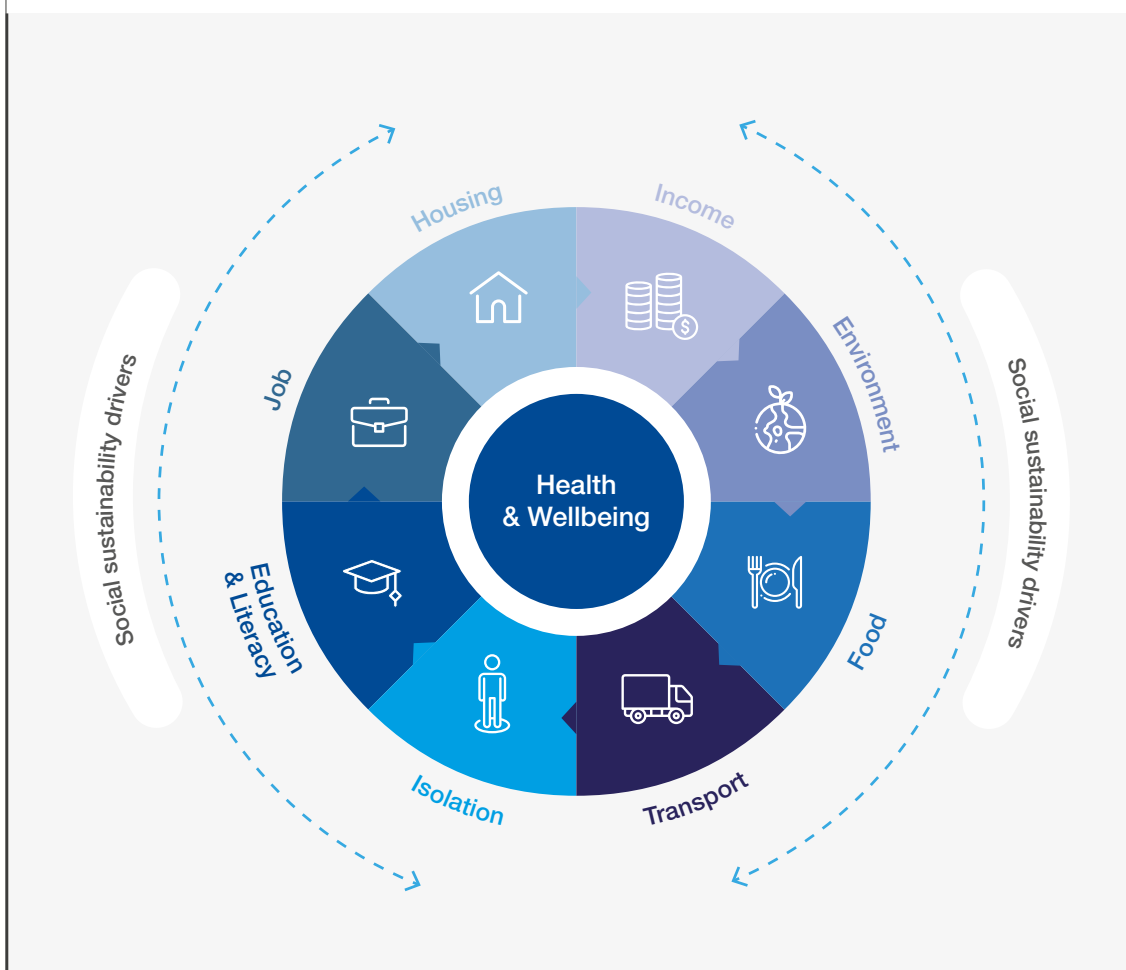 Housing
Income
Environment
Food
Transport
Isolation
Education
& Literacy
Job
Health
& Wellbeing
$
Social sustainability drivers
Social sustainability drivers